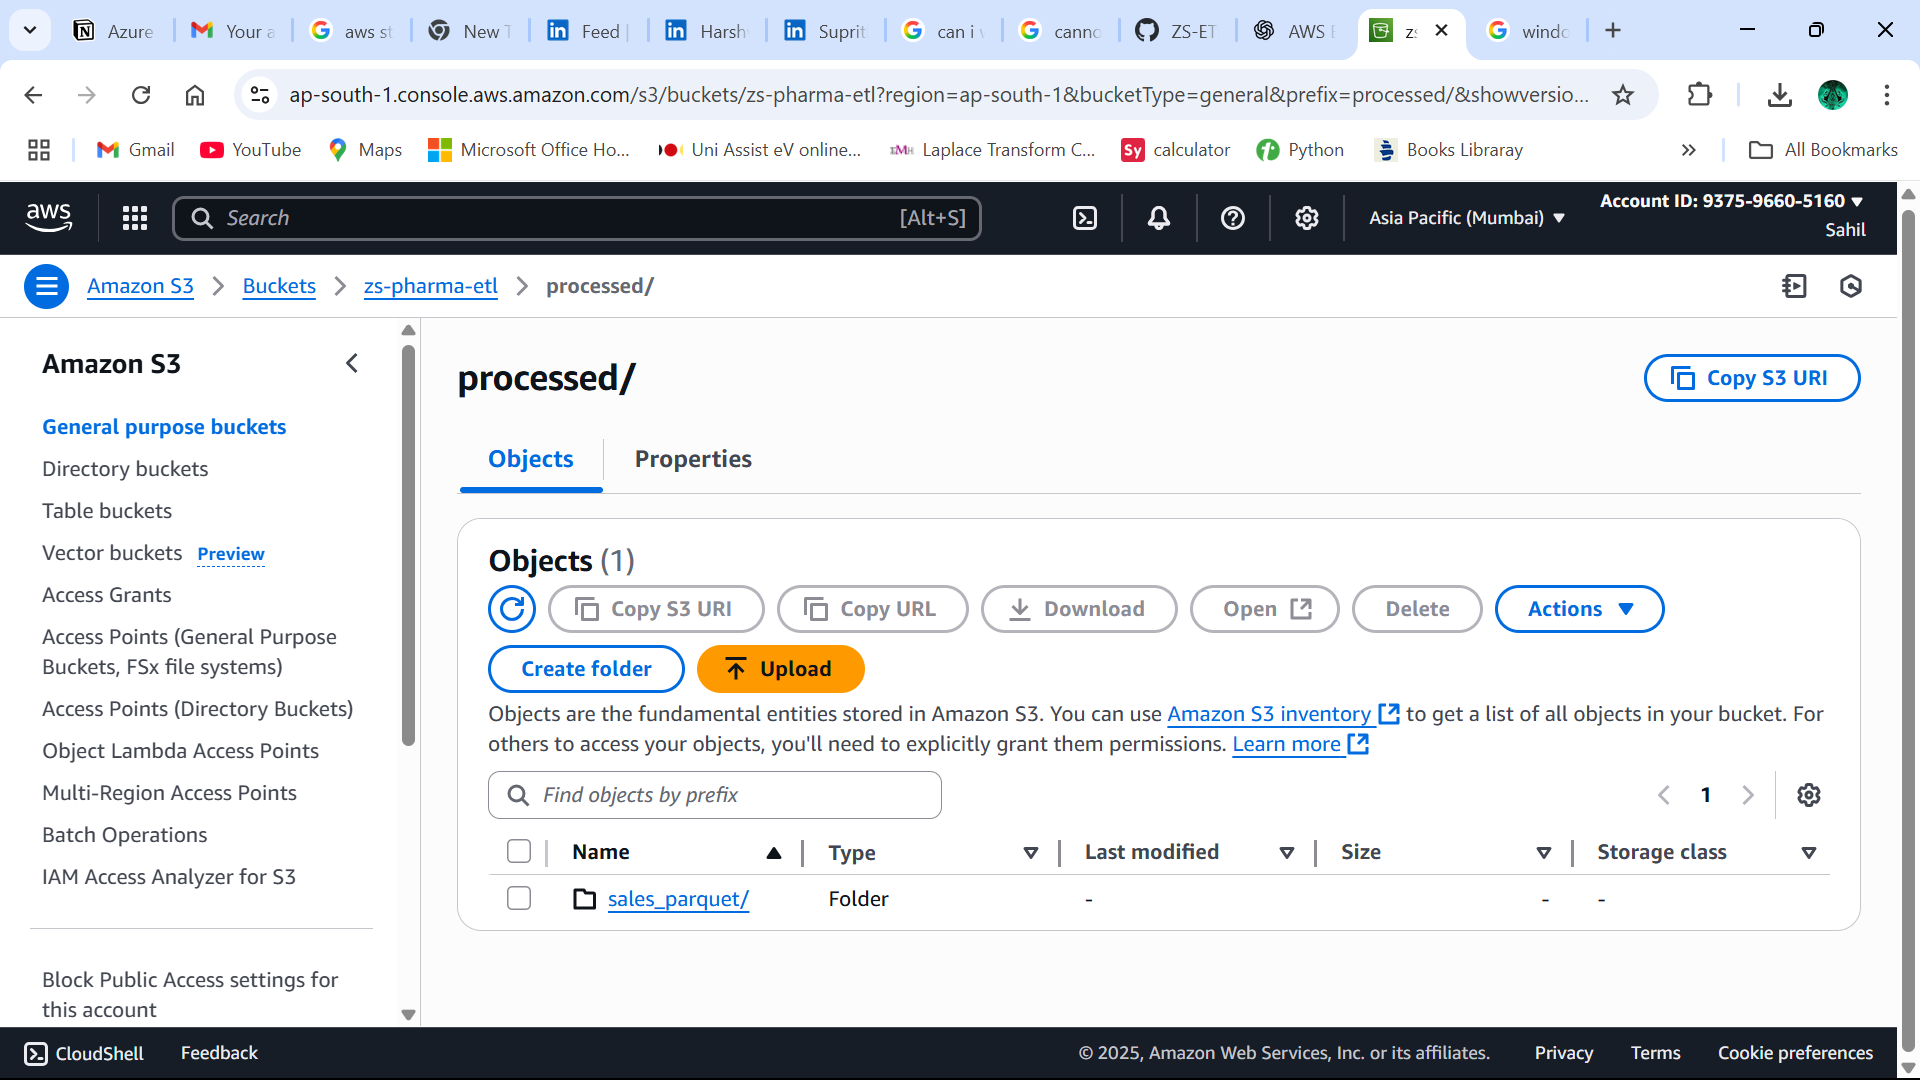 Azure
Your a
aws st
New T
Feed |
Harshv
Suprit
can i v
canno
ZS-ET
AWS E
zs
windo
ap-south-1.console.aws.amazon.com/s3/buckets/zs-pharma-etl?region=ap-south-1&bucketType=general&prefix=processed/&showversio...
Gmail
YouTube
Maps
Microsoft Office Ho...
Uni Assist eV online...
Laplace Transform C...
Sy calculator
Python
Books Libraray
All Bookmarks
aws
Search
[Alt+S]
Asia Pacific (Mumbai)
Account ID: 9375-9660-5160
Sahil
Amazon S3
Buckets
zs-pharma-etl
processed/
Amazon S3
General purpose buckets
Directory buckets
Table buckets
Vector buckets Preview
Access Grants
Access Points (General Purpose
Buckets, FSx file systems)
Access Points (Directory Buckets)
Object Lambda Access Points
Multi-Region Access Points
Batch Operations
IAM Access Analyzer for S3
Block Public Access settings for
this account
processed/
Copy S3 URI
Objects
Properties
Objects (1)
Copy S3 URI
Copy URL
Download
Open
Delete
Actions
Create folder
Upload
Objects are the fundamental entities stored in Amazon S3. You can use Amazon S3 inventory to get a list of all objects in your bucket. For
others to access your objects, you'll need to explicitly grant them permissions. Learn more
Find objects by prefix
1
Name
Type
Last modified
Size
Storage class
sales_parquet/
Folder
-
-
-
CloudShell
Feedback
© 2025, Amazon Web Services, Inc. or its affiliates.
Privacy
Terms
Cookie preferences